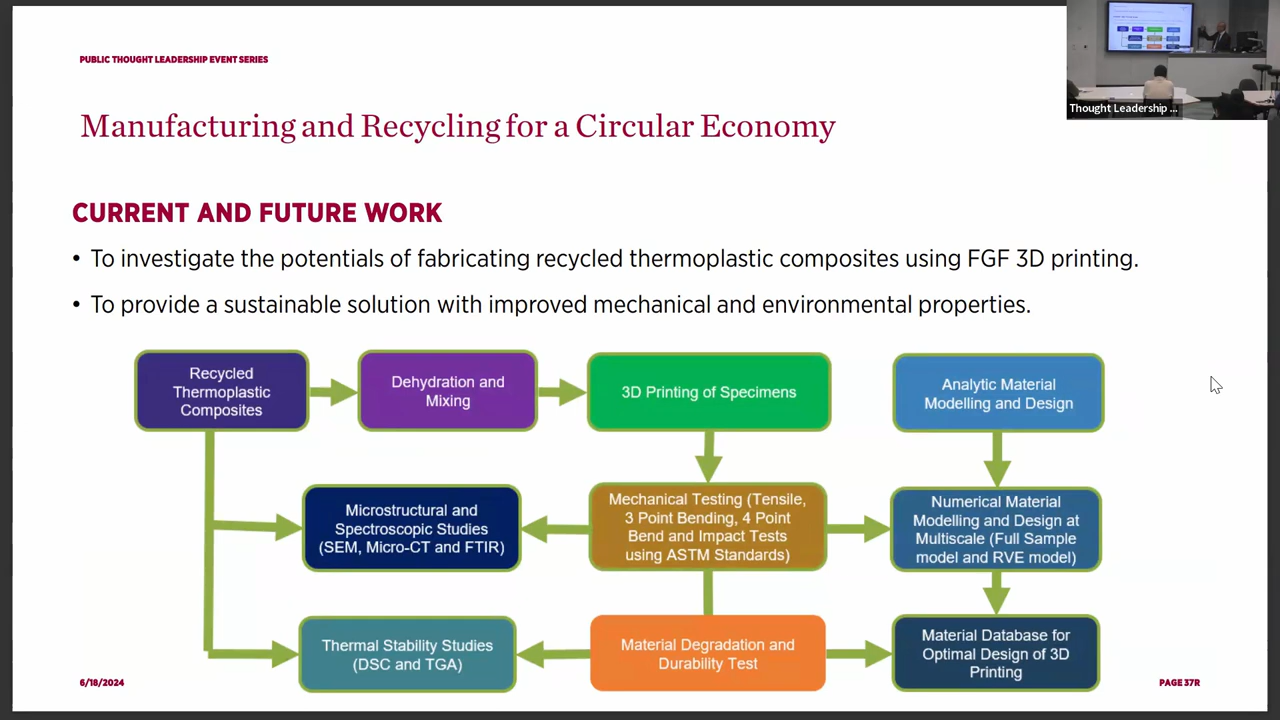 PUBLIC THOUGHT LEADERSHIP EVENT SERIES
Thought Leadership ...
Manufacturing and Recycling for a Circular Economy
CURRENT AND FUTURE WORK
• To investigate the potentials of fabricating recycled thermoplastic composites using FGF 3D printing.
• To provide a sustainable solution with improved mechanical and environmental properties.
Recycled
Thermoplastic
Composites
Dehydration and
Mixing
3D Printing of Specimens
Analytic Material
Modelling and Design
Microstructural and
Spectroscopic Studies
(SEM, Micro-CT and FTIR)
Mechanical Testing (Tensile,
3 Point Bending, 4 Point
Bend and Impact Tests
using ASTM Standards)
Numerical Material
Modelling and Design at
Multiscale (Full Sample
model and RVE model)
Thermal Stability Studies
(DSC and TGA)
Material Degradation and
Durability Test
Material Database for
Optimal Design of 3D
Printing
6/18/2024
PAGE 37R